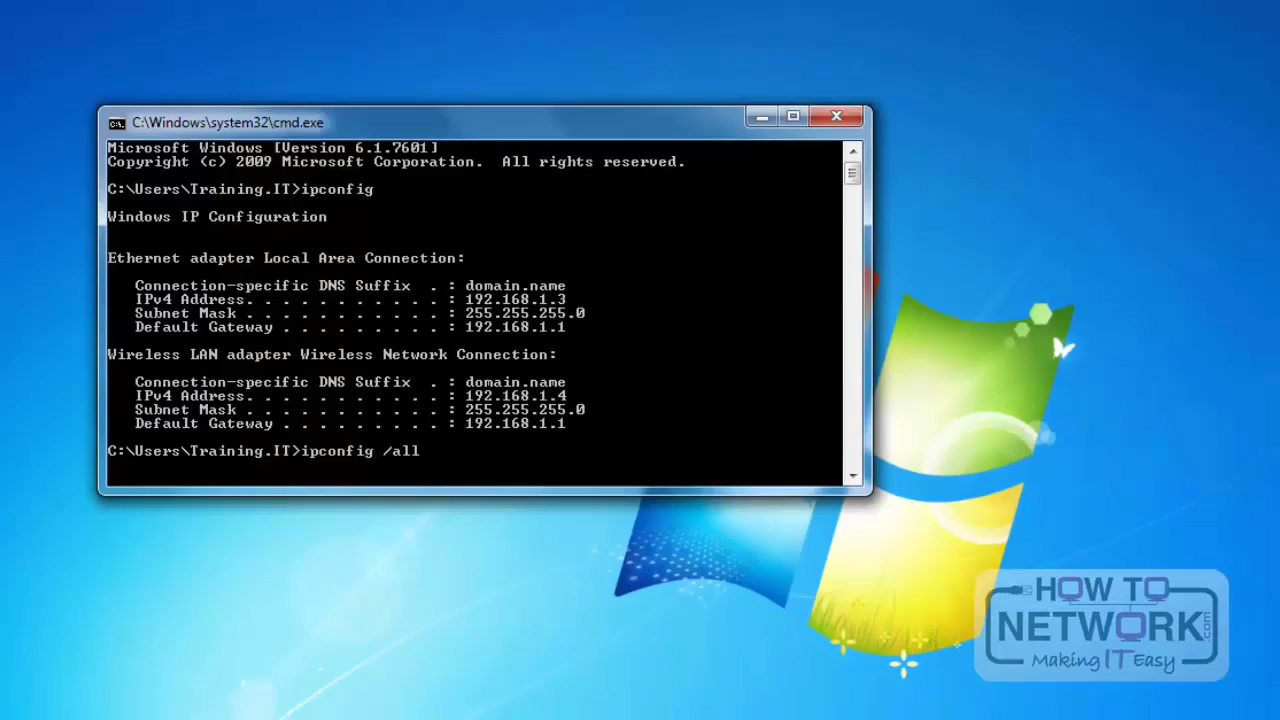 C:\Windows\system32\cmd.exe
Microsoft Windows [Version 6.1.7601]
Copyright (c) 2009 Microsoft Corporation.  All rights reserved.
C:\Users\Training.IT>ipconfig
Windows IP Configuration
Ethernet adapter Local Area Connection:
Connection-specific DNS Suffix  . : domain.name
IPv4 Address. . . . . . . . . . . : 192.168.1.3
Subnet Mask . . . . . . . . . . . : 255.255.255.0
Default Gateway . . . . . . . . . : 192.168.1.1
Wireless LAN adapter Wireless Network Connection:
Connection-specific DNS Suffix  . : domain.name
IPv4 Address. . . . . . . . . . . : 192.168.1.4
Subnet Mask . . . . . . . . . . . : 255.255.255.0
Default Gateway . . . . . . . . . : 192.168.1.1
C:\Users\Training.IT>ipconfig /all
HOW TO
NETWORK.com
Making IT Easy